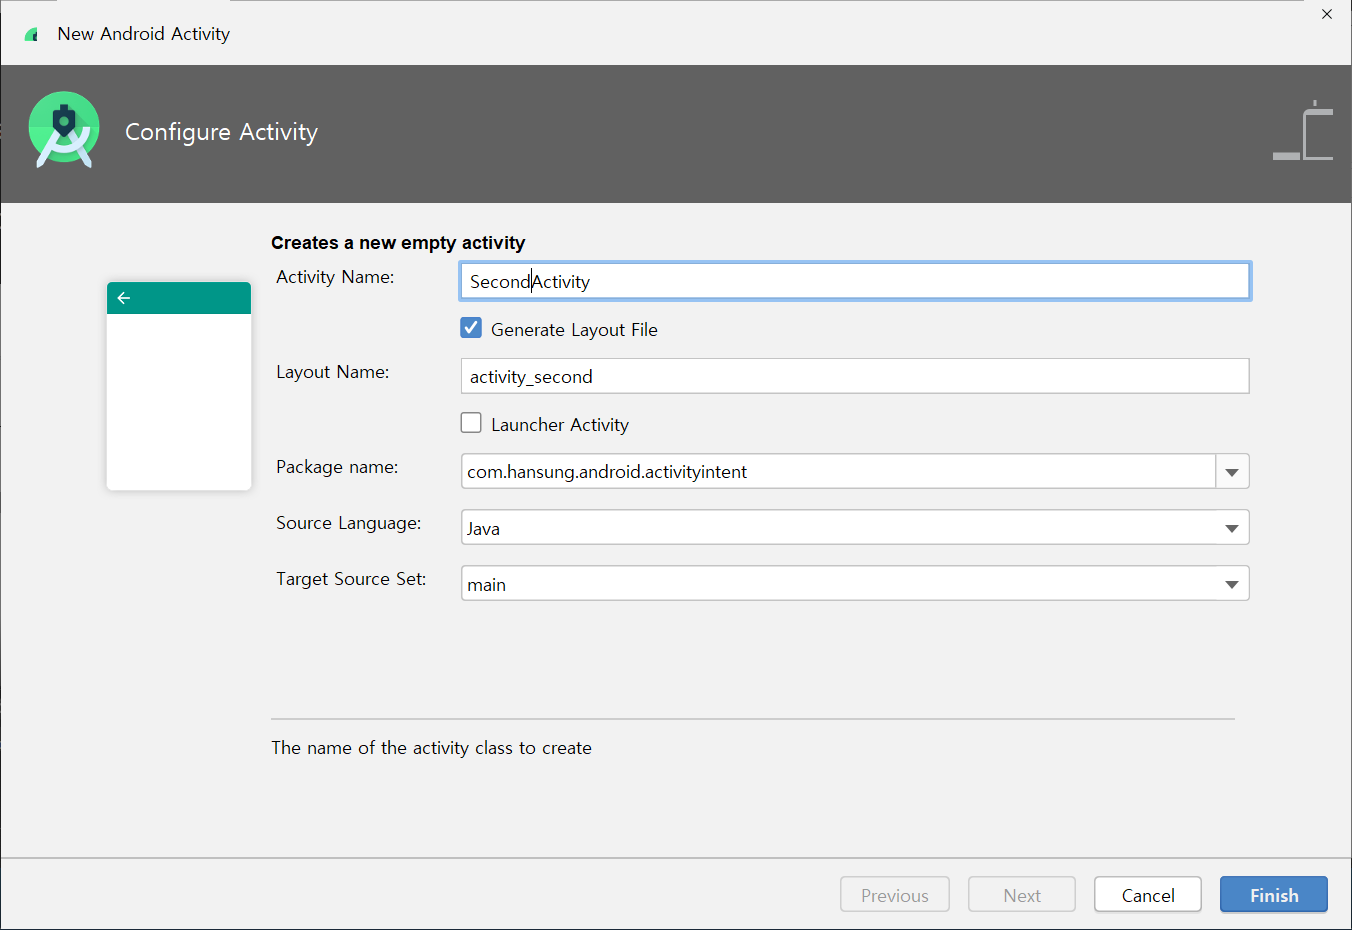 New Android Activity
Configure Activity
Creates a new empty activity
Activity Name:
SecondActivity
Generate Layout File
Layout Name:
activity_second
Launcher Activity
Package name:
com.hansung.android.activityintent
Source Language:
Java
Target Source Set:
main
The name of the activity class to create
Previous
Next
Cancel
Finish